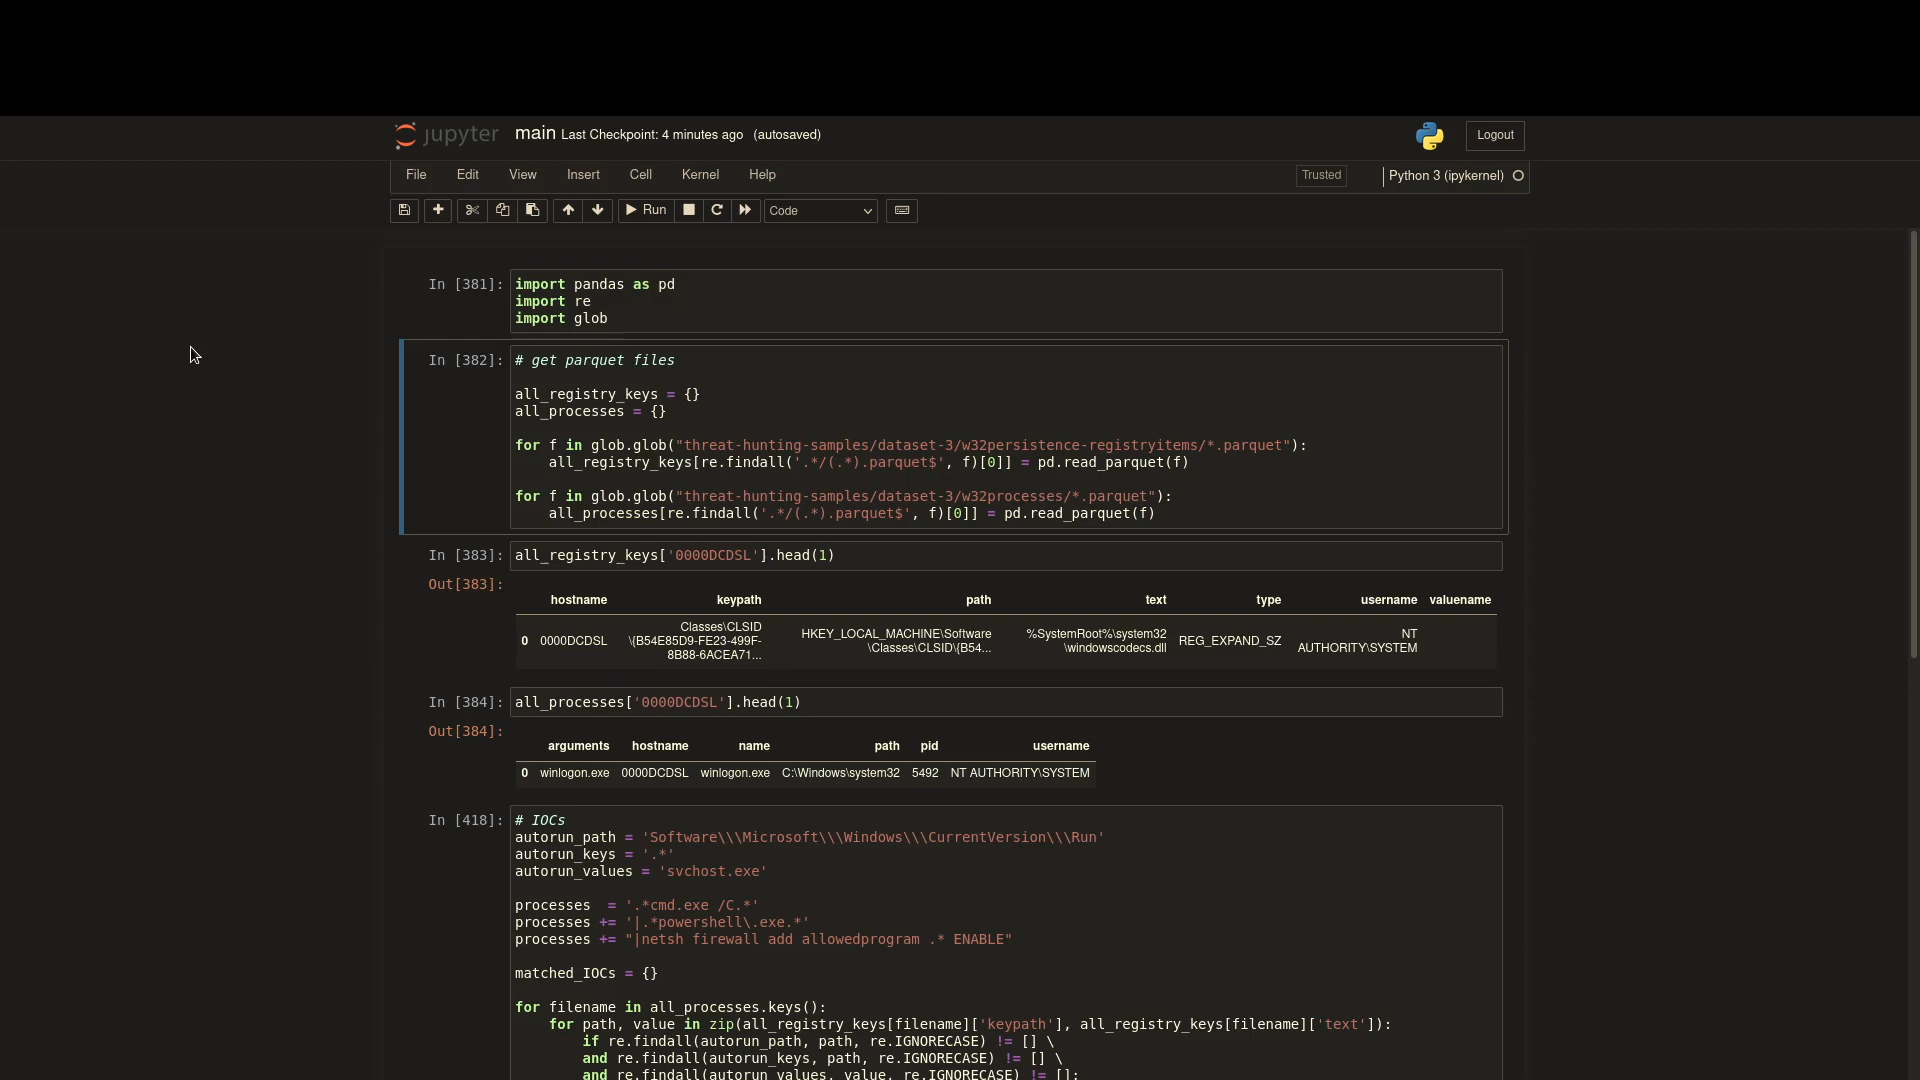 jupyter main Last Checkpoint: 4 minutes ago (autosaved) Logout
File Edit View Insert Cell Kernel Help Trusted Python 3 (ipykernel)
Run Code
In [381]: import pandas as pd
import re
import glob
In [382]: # get parquet files
all_registry_keys = {}
all_processes = {}
for f in glob.glob("threat-hunting-samples/dataset-3/w32persistence-registryitems/*.parquet"):
    all_registry_keys[re.findall('.*/(.*).parquet$', f)[0]] = pd.read_parquet(f)
for f in glob.glob("threat-hunting-samples/dataset-3/w32processes/*.parquet"):
    all_processes[re.findall('.*/(.*).parquet$', f)[0]] = pd.read_parquet(f)
In [383]: all_registry_keys['0000DCDSL'].head(1)
Out[383]:
hostname keypath path text type username valuename
0 0000DCDSL Classes\CLSID\{B54E85D9-FE23-499F-8B88-6ACEA71... HKEY_LOCAL_MACHINE\Software\Classes\CLSID\{B54... %SystemRoot%\system32\windowscodecs.dll REG_EXPAND_SZ NT AUTHORITY\SYSTEM
In [384]: all_processes['0000DCDSL'].head(1)
Out[384]:
arguments hostname name path pid username
0 winlogon.exe 0000DCDSL winlogon.exe C:\Windows\system32 5492 NT AUTHORITY\SYSTEM
In [418]: # IOCs
autorun_path = 'Software\\\Microsoft\\\Windows\\\CurrentVersion\\\Run'
autorun_keys = '.*'
autorun_values = 'svchost.exe'
processes  = '.*cmd.exe /C.*'
processes += '|.*powershell\.exe.*'
processes += "|netsh firewall add allowedprogram .* ENABLE"
matched_IOCs = {}
for filename in all_processes.keys():
    for path, value in zip(all_registry_keys[filename]['keypath'], all_registry_keys[filename]['text']):
        if re.findall(autorun_path, path, re.IGNORECASE) != [] \
        and re.findall(autorun_keys, path, re.IGNORECASE) != [] \
        and re.findall(autorun_values, value, re.IGNORECASE) != []: